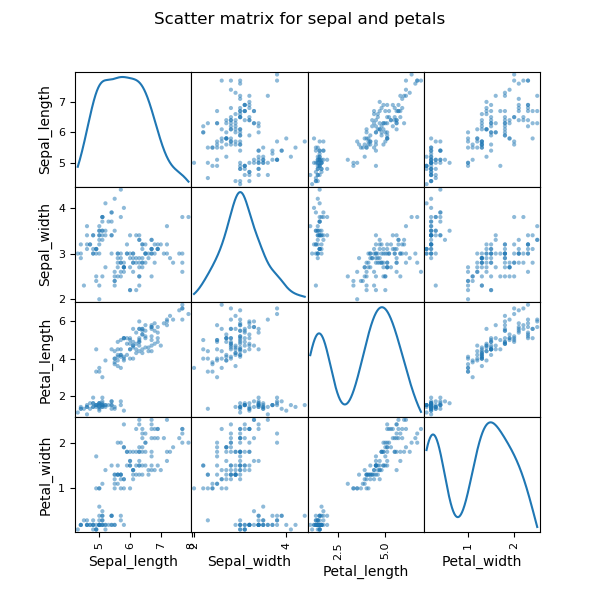 Scatter matrix for sepal and petals
Sepal_length
7
6
5
Sepal_width
4
3
2
Petal_length
6
4
2
Petal_width
2
1
5 6 7 8 2 4 2.5 5.0 1 2
Sepal_length Sepal_width Petal_length Petal_width